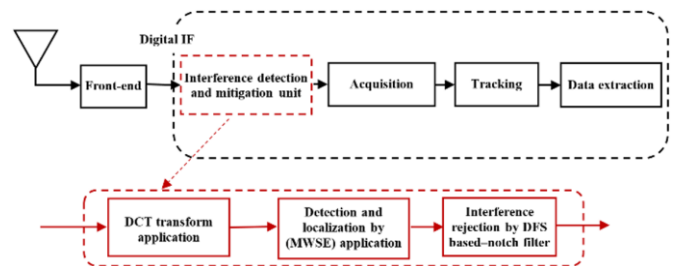 Digital IF
Front-end
Interference detection
and mitigation unit
Acquisition
Tracking
Data extraction
DCT transform
application
Detection and
localization by
(MWSE) application
Interference
rejection by DFS
based–notch filter